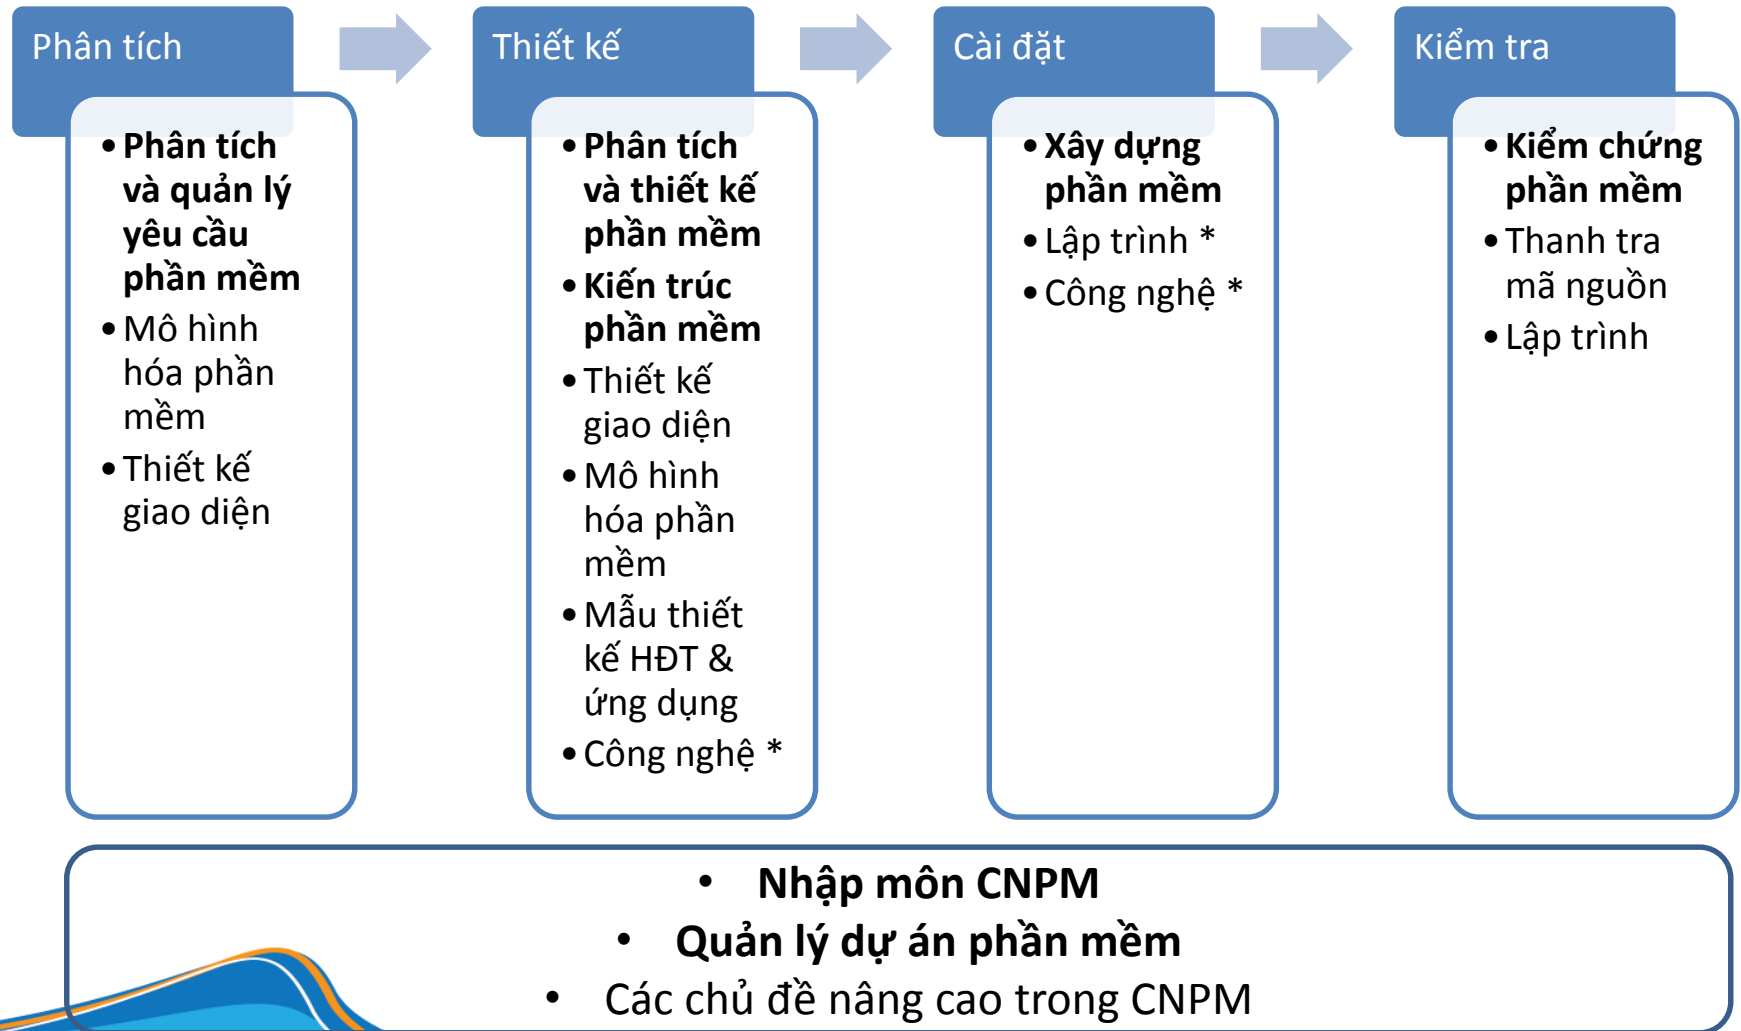 Phân tích
• Phân tích
và quản lý
yêu cầu
phần mềm
• Mô hình
hóa phần
mềm
• Thiết kế
giao diện
Thiết kế
• Phân tích
và thiết kế
phần mềm
• Kiến trúc
phần mềm
• Thiết kế
giao diện
• Mô hình
hóa phần
mềm
• Mẫu thiết
kế HĐT &
ứng dụng
• Công nghệ *
Cài đặt
• Xây dựng
phần mềm
• Lập trình *
• Công nghệ *
Kiểm tra
• Kiểm chứng
phần mềm
• Thanh tra
mã nguồn
• Lập trình
• Nhập môn CNPM
• Quản lý dự án phần mềm
• Các chủ đề nâng cao trong CNPM